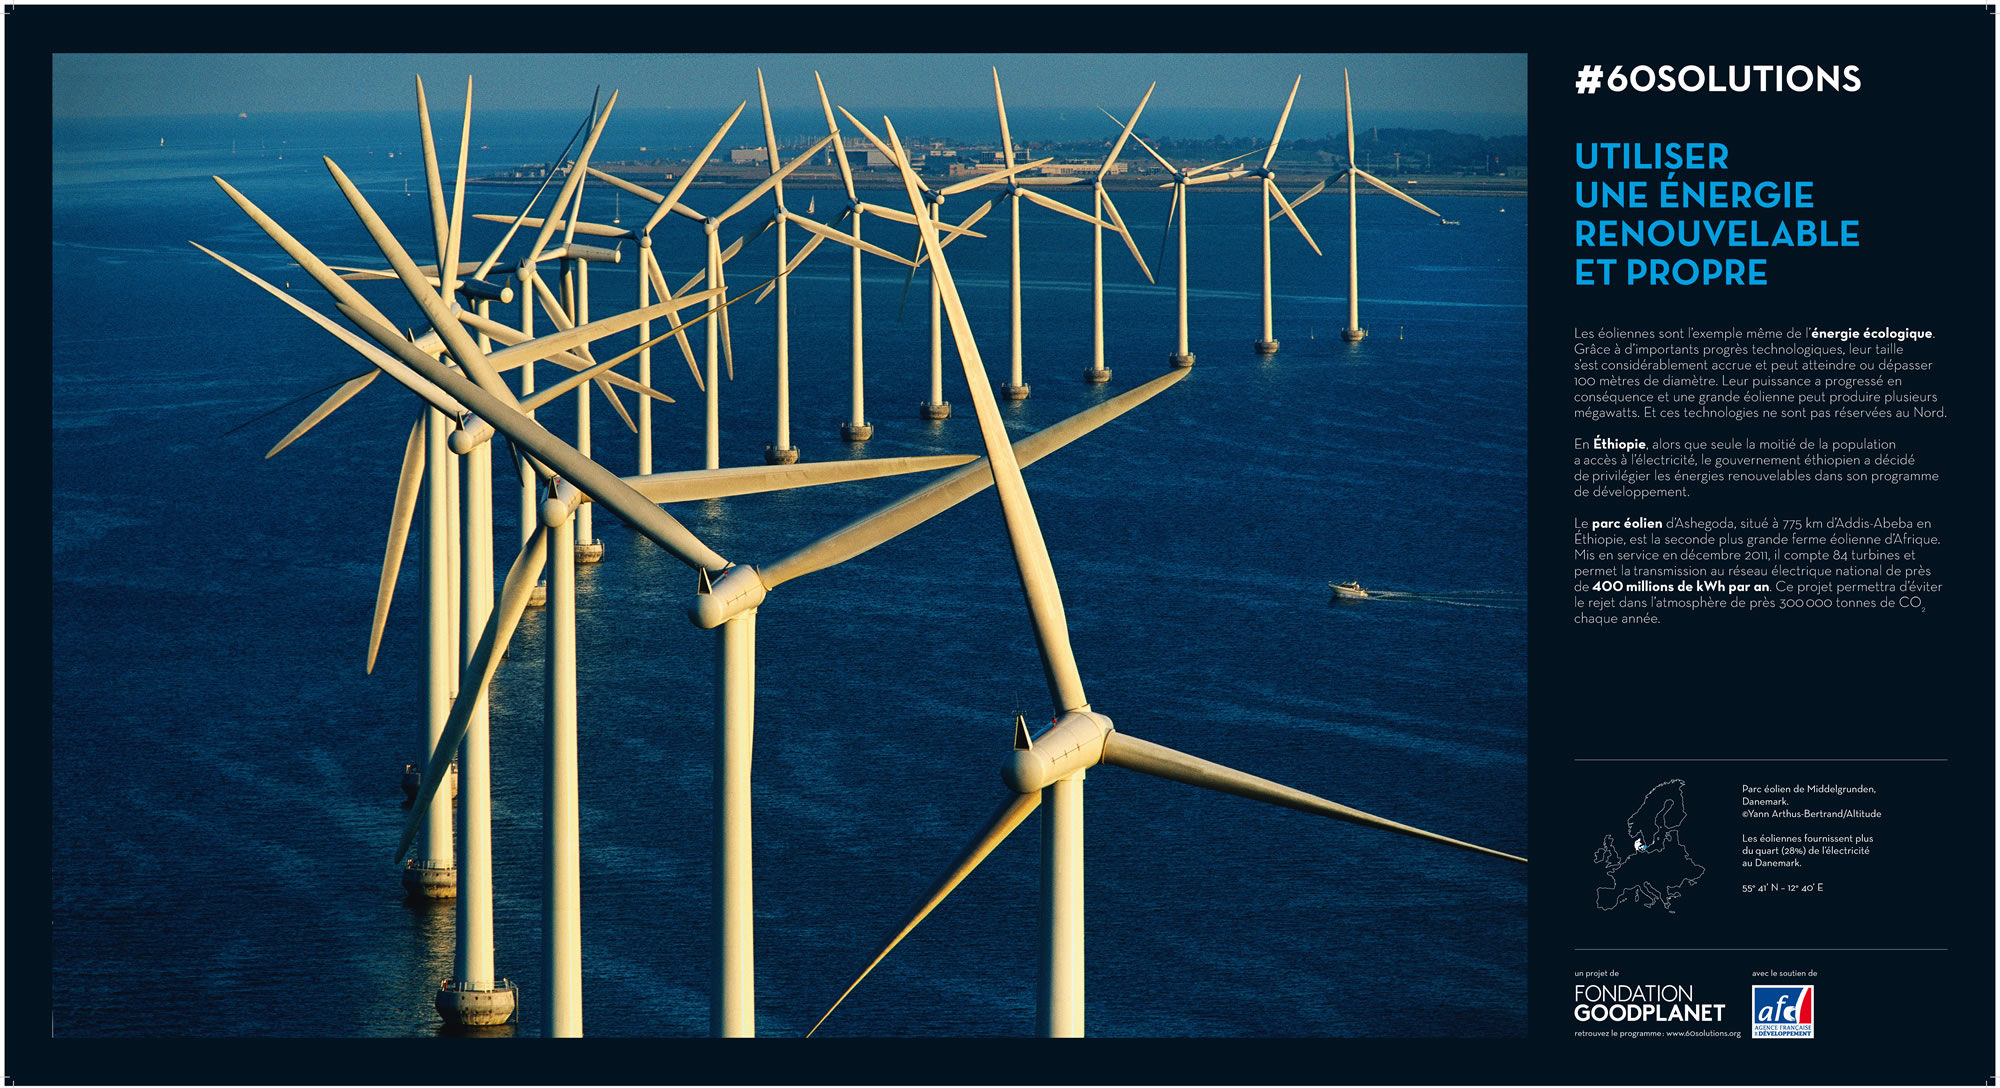 #60SOLUTIONS
UTILISER
UNE ÉNERGIE
RENOUVELABLE
ET PROPRE
Les éoliennes sont l'exemple même de l'énergie écologique.
Grâce à d'importants progrès technologiques, leur taille
s'est considérablement accrue et peut atteindre ou dépasser
100 mètres de diamètre. Leur puissance a progressé en
conséquence et une grande éolienne peut produire plusieurs
mégawatts. Et ces technologies ne sont pas réservées au Nord.
En Éthiopie, alors que seule la moitié de la population
a accès à l'électricité, le gouvernement éthiopien a décidé
de privilégier les énergies renouvelables dans son programme
de développement.
Le parc éolien d'Ashegoda, situé à 775 km d'Addis-Abeba en
Éthiopie, est la seconde plus grande ferme éolienne d'Afrique.
Mis en service en décembre 2011, il compte 84 turbines et
permet la transmission au réseau électrique national de près
de 400 millions de kWh par an. Ce projet permettra d'éviter
le rejet dans l'atmosphère de près 300 000 tonnes de CO₂
chaque année.
Parc éolien de Middelgrunden,
Danemark.
©Yann Arthus-Bertrand/Altitude
Les éoliennes fournissent plus
du quart (28%) de l'électricité
au Danemark.
55° 41' N – 12° 40' E
un projet de
FONDATION
GOODPLANET
retrouvez le programme : www.60solutions.org
avec le soutien de
afd
AGENCE FRANÇAISE
DE DÉVELOPPEMENT